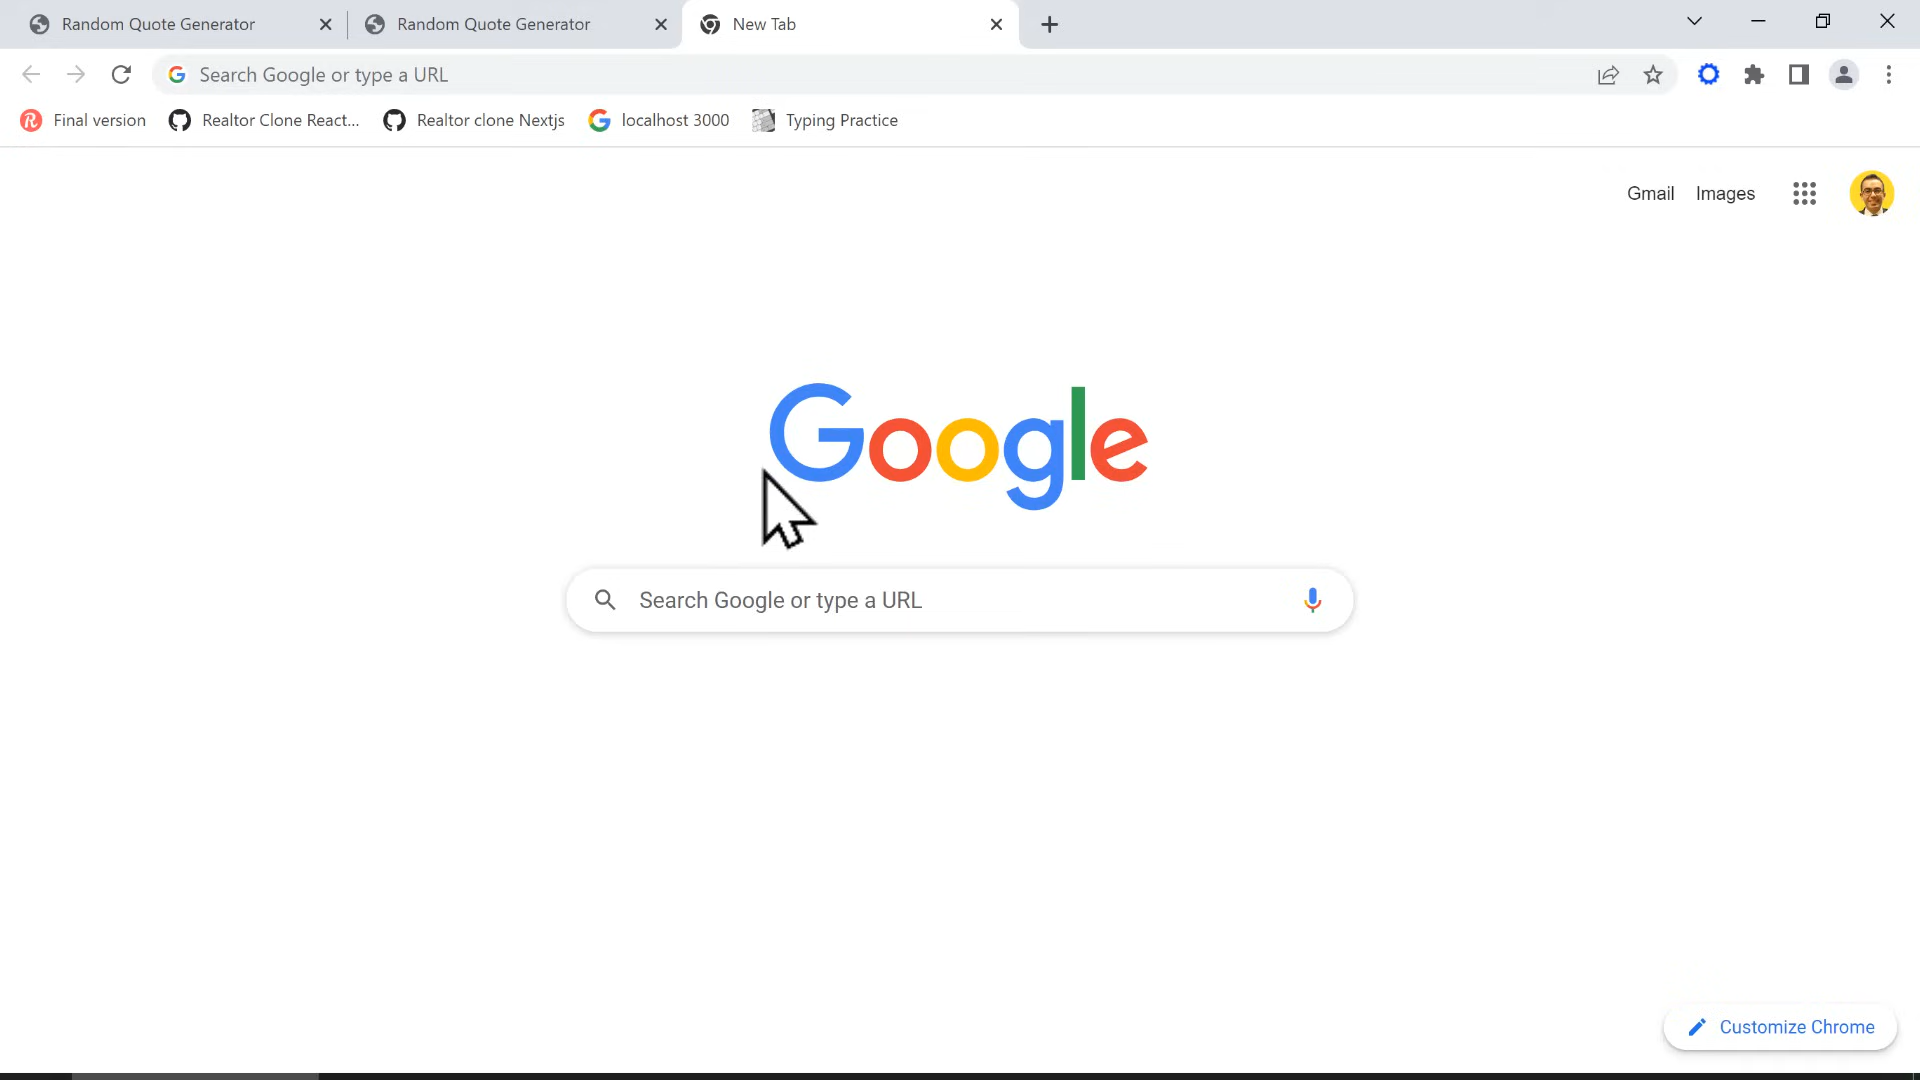 Random Quote Generator Random Quote Generator New Tab
Search Google or type a URL
Final version Realtor Clone React... Realtor clone Nextjs localhost 3000 Typing Practice
Gmail Images
Google
Search Google or type a URL
Customize Chrome